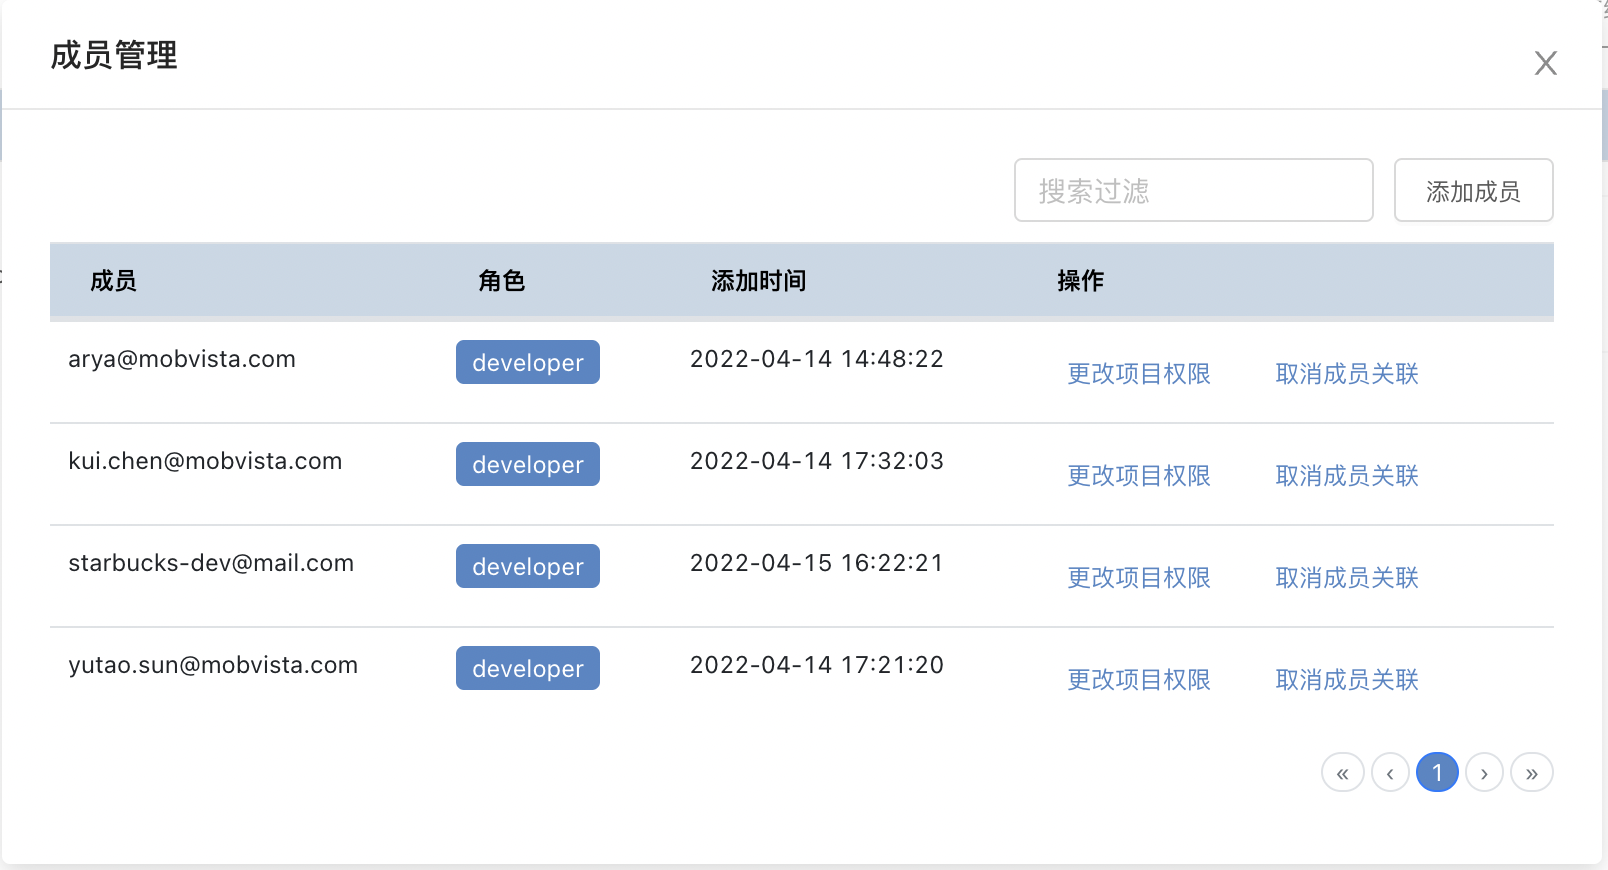 成员管理
搜索过滤 添加成员
成员 角色 添加时间 操作
arya@mobvista.com developer 2022-04-14 14:48:22 更改项目权限 取消成员关联
kui.chen@mobvista.com developer 2022-04-14 17:32:03 更改项目权限 取消成员关联
starbucks-dev@mail.com developer 2022-04-15 16:22:21 更改项目权限 取消成员关联
yutao.sun@mobvista.com developer 2022-04-14 17:21:20 更改项目权限 取消成员关联
« ‹ 1 › »